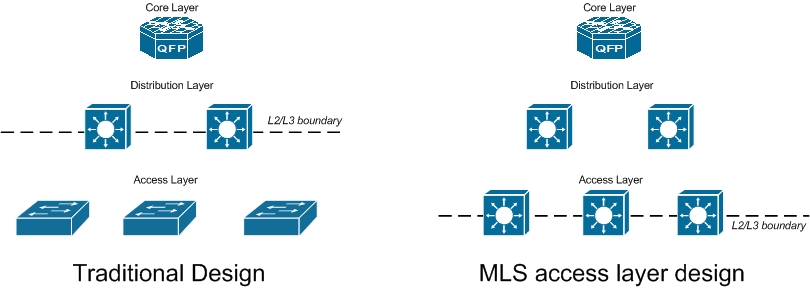 Core Layer
QFP
Distribution Layer
L2/L3 boundary
Access Layer
Traditional Design
Core Layer
QFP
Distribution Layer
Access Layer
L2/L3 boundary
MLS access layer design